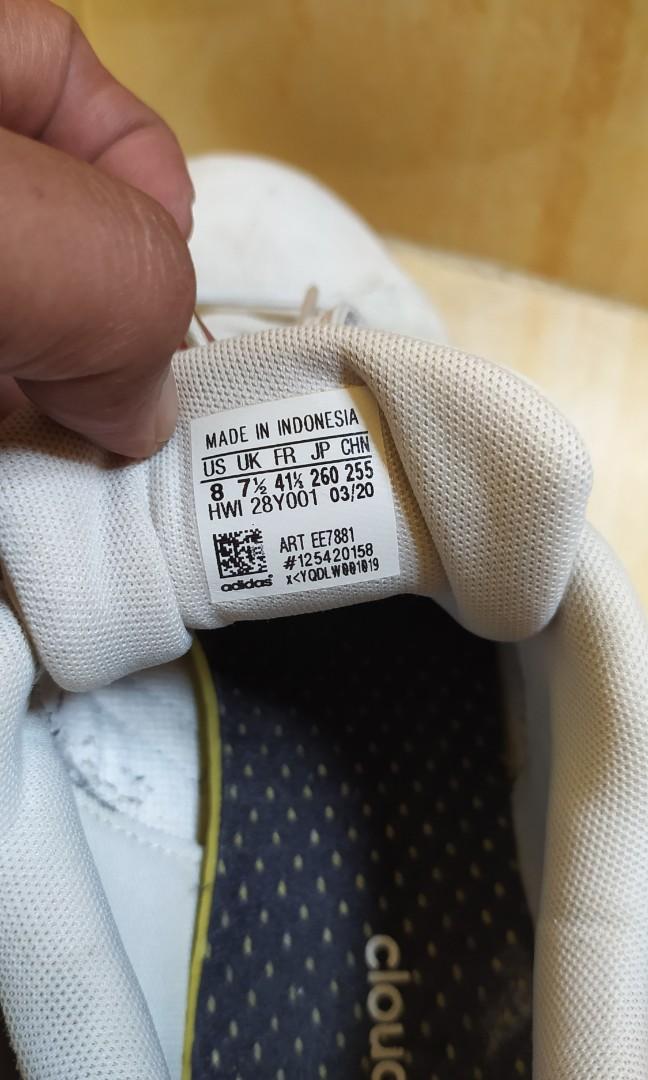 MADE IN INDONESIA
US UK FR JP CHN
8 7½ 41⅓ 260 255
HWI 28Y001 03/20
ART EE7881
#125420158
adidas
clou